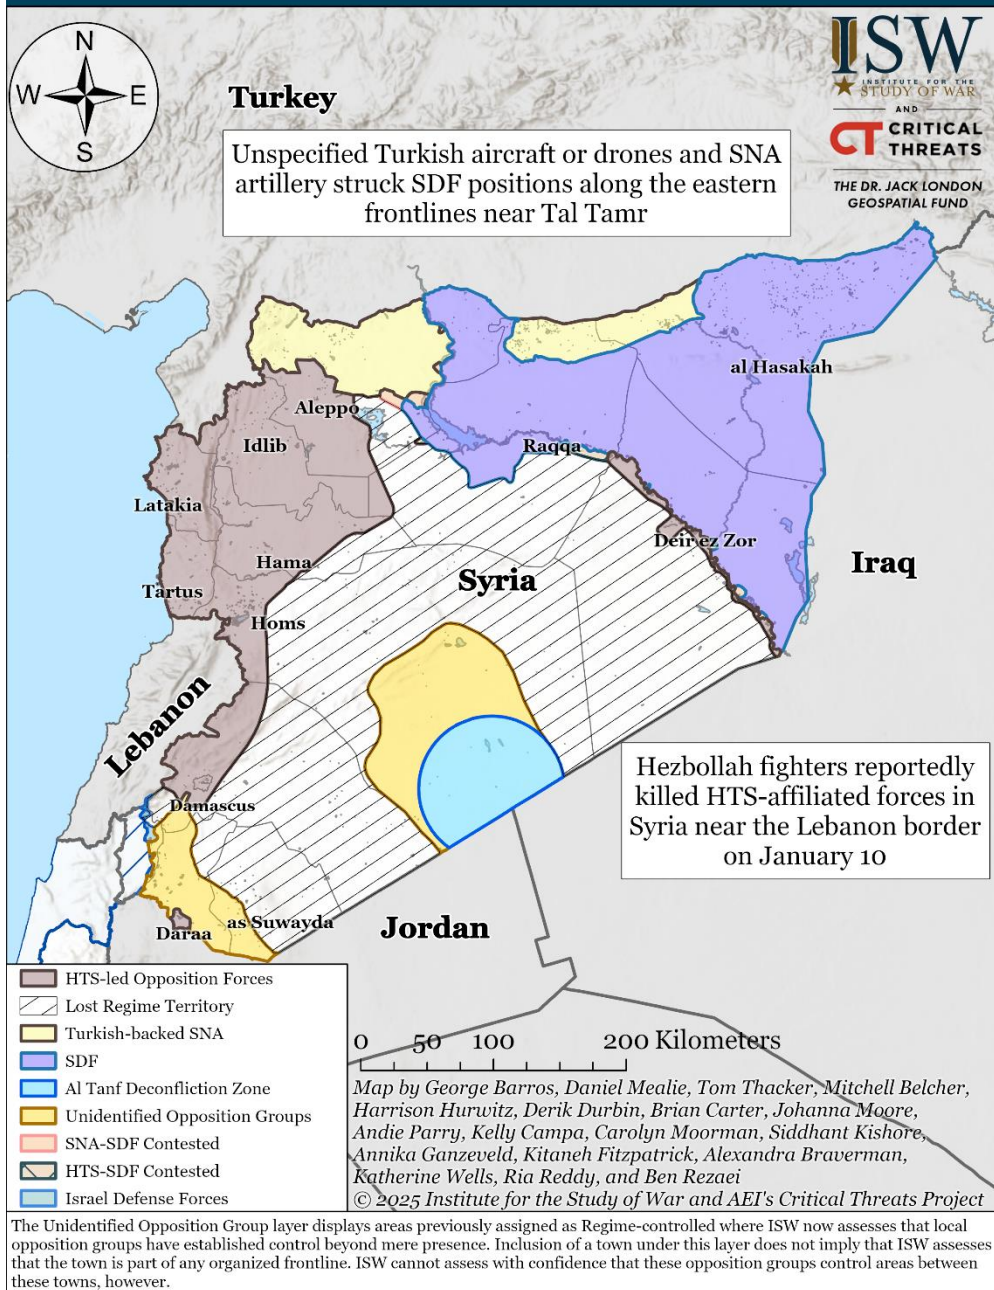 N
W
E
S
ISW
INSTITUTE FOR THE
STUDY OF WAR
AND
CT CRITICAL
THREATS
THE DR. JACK LONDON
GEOSPATIAL FUND
Turkey
Unspecified Turkish aircraft or drones and SNA
artillery struck SDF positions along the eastern
frontlines near Tal Tamr
al Hasakah
Aleppo
Idlib
Raqqa
Latakia
Deir ez Zor
Iraq
Hama
Syria
Tartus
Homs
Lebanon
Damascus
Hezbollah fighters reportedly
killed HTS-affiliated forces in
Syria near the Lebanon border
on January 10
as Suwayda
Daraa
Jordan
HTS-led Opposition Forces
Lost Regime Territory
Turkish-backed SNA
SDF
Al Tanf Deconfliction Zone
Unidentified Opposition Groups
SNA-SDF Contested
HTS-SDF Contested
Israel Defense Forces
0 50 100 200 Kilometers
Map by George Barros, Daniel Mealie, Tom Thacker, Mitchell Belcher,
Harrison Hurwitz, Derik Durbin, Brian Carter, Johanna Moore,
Andie Parry, Kelly Campa, Carolyn Moorman, Siddhant Kishore,
Annika Ganzeveld, Kitaneh Fitzpatrick, Alexandra Braverman,
Katherine Wells, Ria Reddy, and Ben Rezaei
© 2025 Institute for the Study of War and AEI's Critical Threats Project
The Unidentified Opposition Group layer displays areas previously assigned as Regime-controlled where ISW now assesses that local
opposition groups have established control beyond mere presence. Inclusion of a town under this layer does not imply that ISW assesses
that the town is part of any organized frontline. ISW cannot assess with confidence that these opposition groups control areas between
these towns, however.